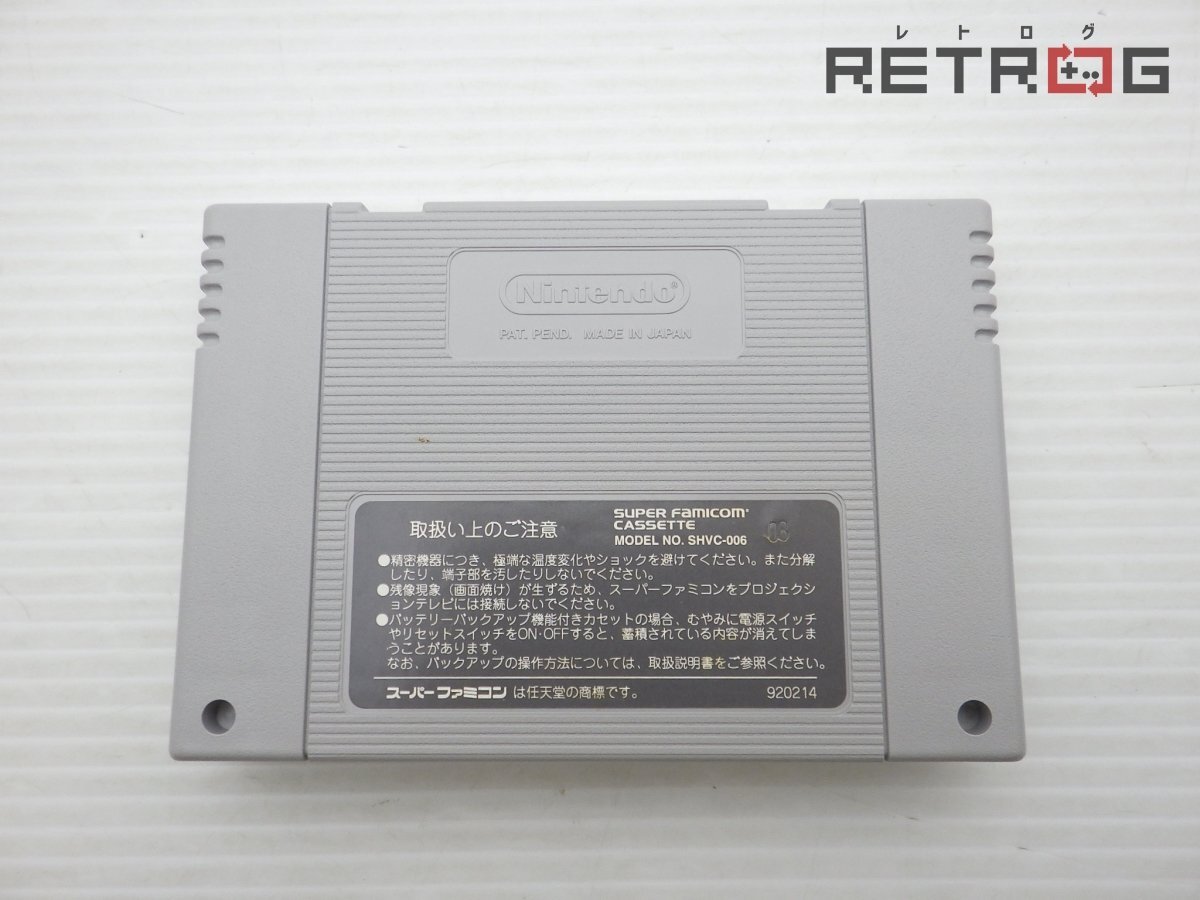 レトログ
RETROG
Nintendo®
PAT. PEND. MADE IN JAPAN
取扱い上のご注意
SUPER FAMICOM
CASSETTE
MODEL NO. SHVC-006
●精密機器につき、極端な温度変化やショックを避けてください。また分解
したり、端子部を汚したりしないでください。
●残像現象（画面焼け）が生ずるため、スーパーファミコンをプロジェクシ
ョンテレビには接続しないでください。
●バッテリーバックアップ機能付きカセットの場合、むやみに電源スイッチ
やリセットスイッチをON・OFFすると、蓄積されている内容が消えてしま
うことがあります。
なお、バックアップの操作方法については、取扱説明書をご参照ください。
スーパーファミコンは任天堂の商標です。
920214